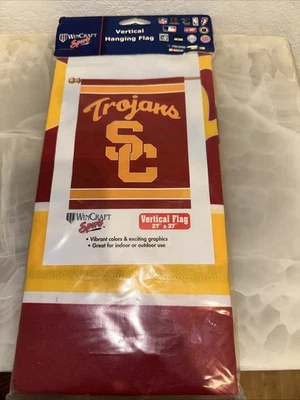 WINCRAFT
Sports
Vertical
Hanging Flag
Trojans
SC
WINCRAFT
Sports
Vertical Flag
27" x 37"
• Vibrant colors & exciting graphics
• Great for indoor or outdoor use